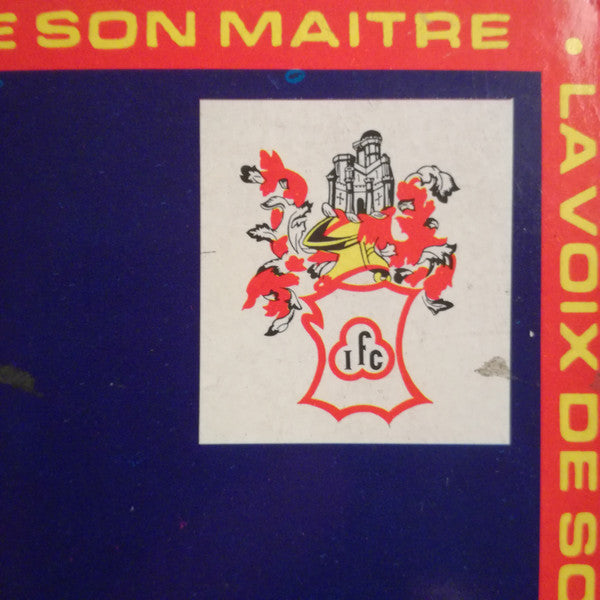 E SON MAITRE
• LA VOIX DE SO
IfC